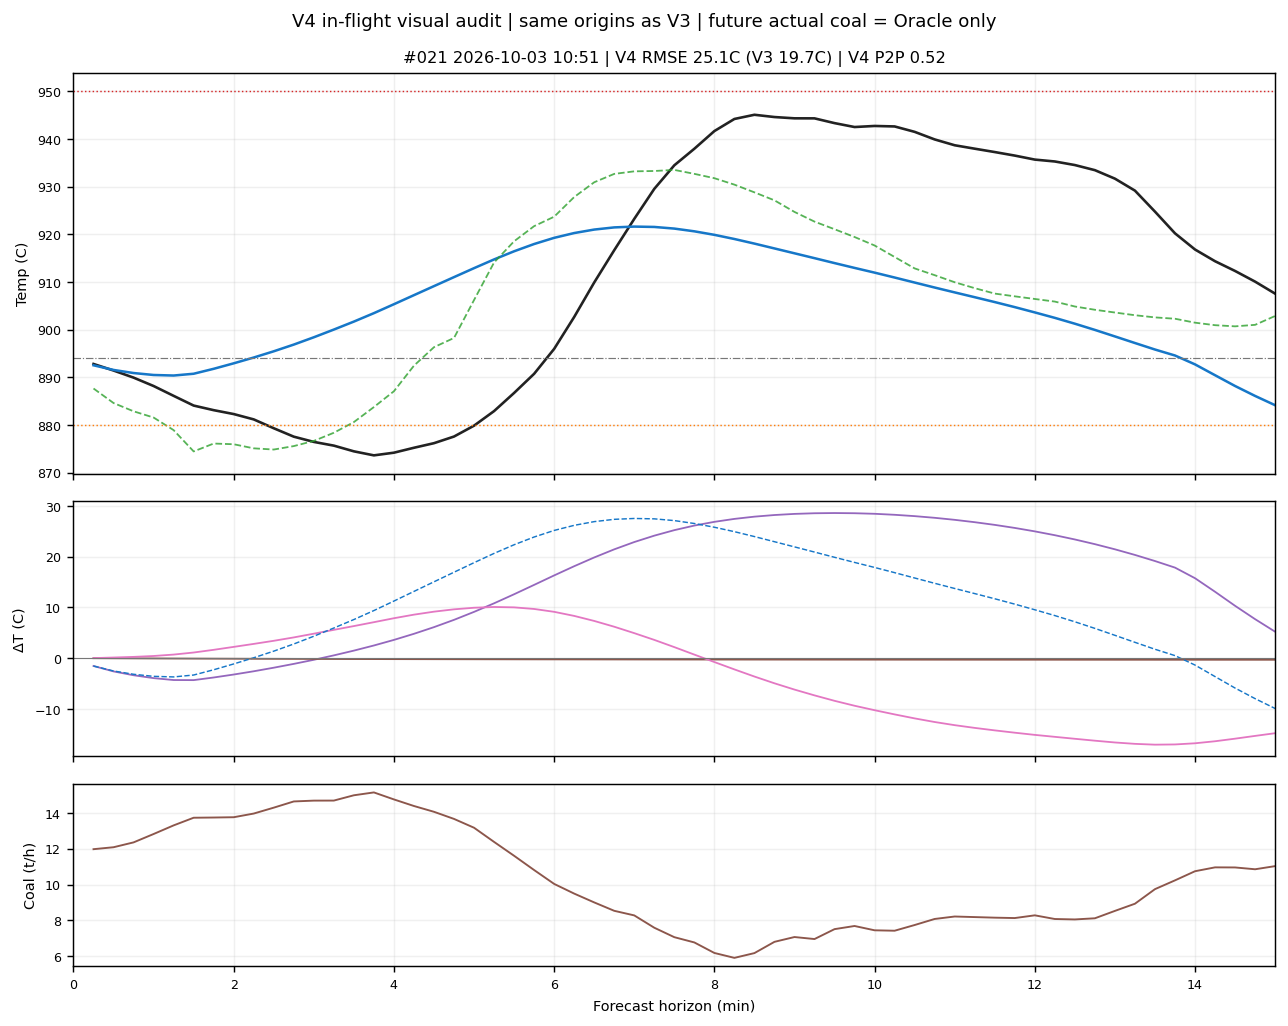 V4 in-flight visual audit | same origins as V3 | future actual coal = Oracle only
#021 2026-10-03 10:51 | V4 RMSE 25.1C (V3 19.7C) | V4 P2P 0.52
950
940
930
920
910
900
890
880
870
Temp (C)
30
20
10
0
−10
ΔT (C)
14
12
10
8
6
Coal (t/h)
0 2 4 6 8 10 12 14
Forecast horizon (min)